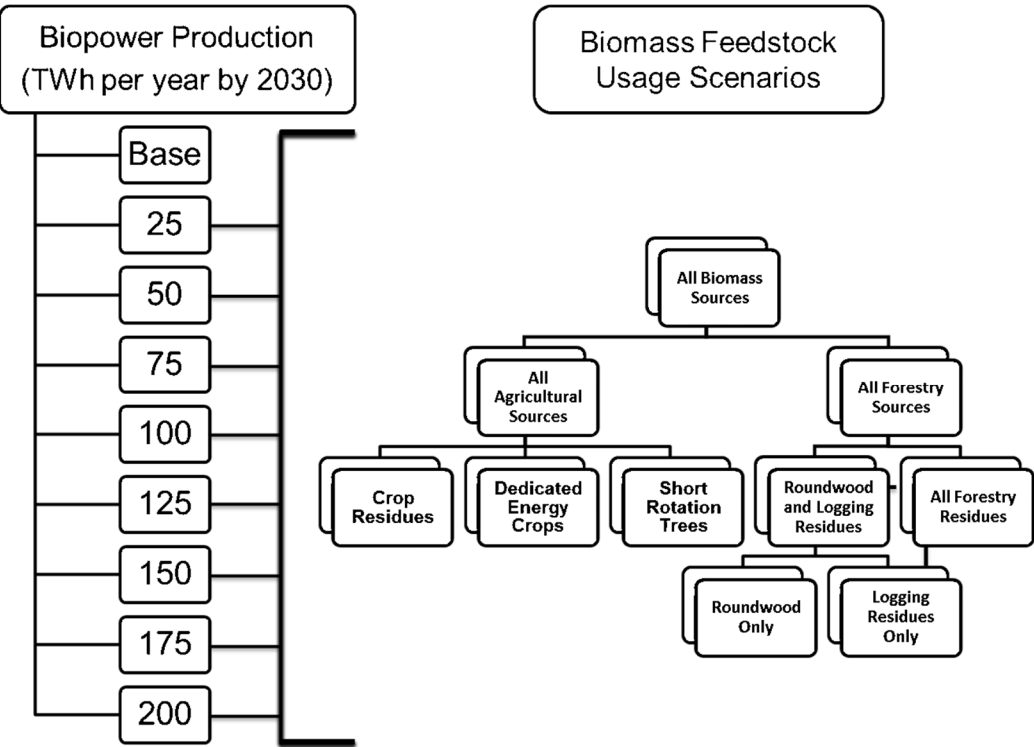 Biopower Production
(TWh per year by 2030)
Base
25
50
75
100
125
150
175
200
Biomass Feedstock
Usage Scenarios
All Biomass
Sources
All
Agricultural
Sources
All Forestry
Sources
Crop
Residues
Dedicated
Energy
Crops
Short
Rotation
Trees
Roundwood
and Logging
Residues
All Forestry
Residues
Roundwood
Only
Logging
Residues
Only